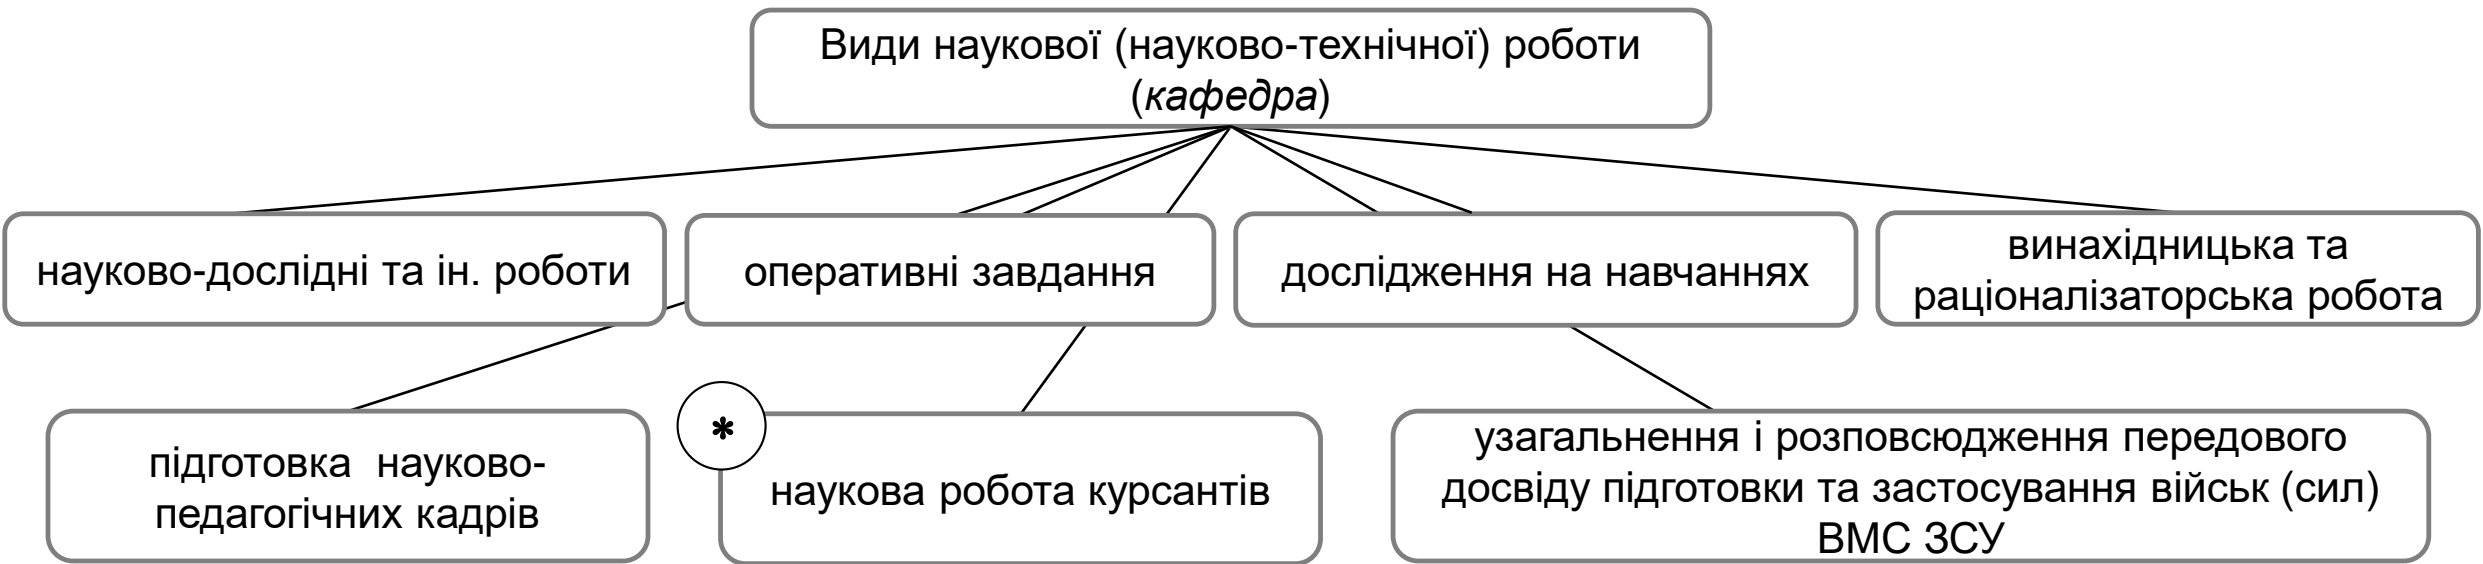 Види наукової (науково-технічної) роботи
(кафедра)
науково-дослідні та ін. роботи
оперативні завдання
дослідження на навчаннях
винахідницька та
раціоналізаторська робота
підготовка науково-
педагогічних кадрів
*
наукова робота курсантів
узагальнення і розповсюдження передового
досвіду підготовки та застосування військ (сил)
ВМС ЗСУ